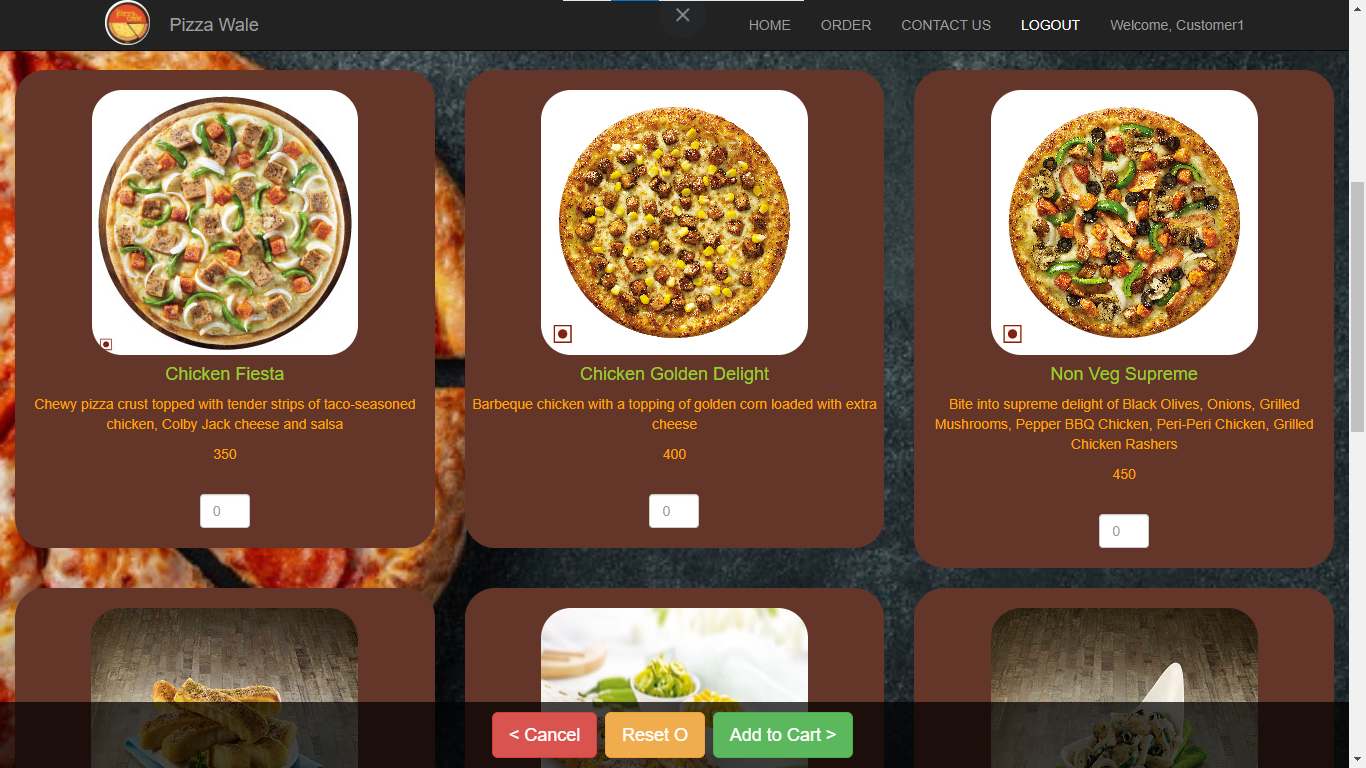 Pizza Wale
HOME
ORDER
CONTACT US
LOGOUT
Welcome, Customer1
Chicken Fiesta
Chewy pizza crust topped with tender strips of taco-seasoned
chicken, Colby Jack cheese and salsa
350
0
Chicken Golden Delight
Barbeque chicken with a topping of golden corn loaded with extra
cheese
400
0
Non Veg Supreme
Bite into supreme delight of Black Olives, Onions, Grilled
Mushrooms, Pepper BBQ Chicken, Peri-Peri Chicken, Grilled
Chicken Rashers
450
0
< Cancel
Reset O
Add to Cart >